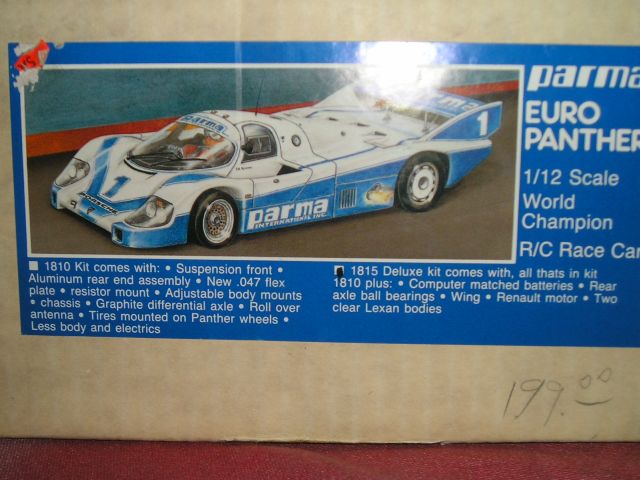 parma
EURO
PANTHER
1/12 Scale
World
Champion
R/C Race Car
1
1
PORSCHE
parma
INTERNATIONAL INC.
parma
1810 Kit comes with: • Suspension front •
Aluminum rear end assembly • New .047 flex
plate • resistor mount • Adjustable body mounts
• chassis • Graphite differential axle • Roll over
antenna • Tires mounted on Panther wheels •
Less body and electrics
1815 Deluxe kit comes with, all thats in kit
1810 plus: • Computer matched batteries • Rear
axle ball bearings • Wing • Renault motor • Two
clear Lexan bodies
199.00